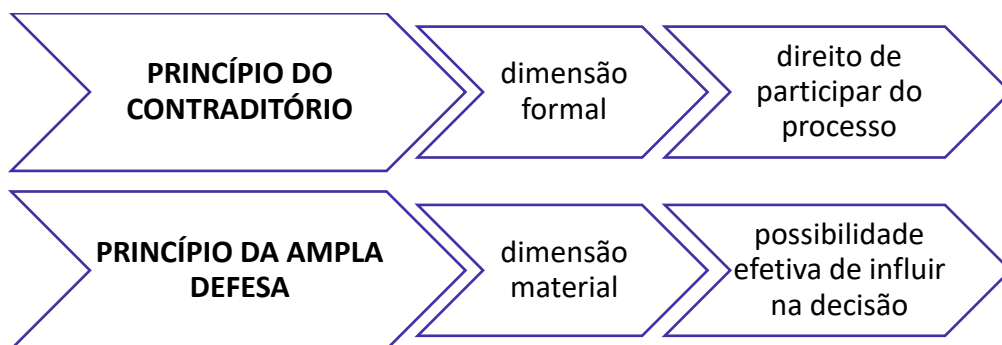 PRINCÍPIO DO
CONTRADITÓRIO
dimensão
formal
direito de
participar do
processo
PRINCÍPIO DA AMPLA
DEFESA
dimensão
material
possibilidade
efetiva de influir
na decisão